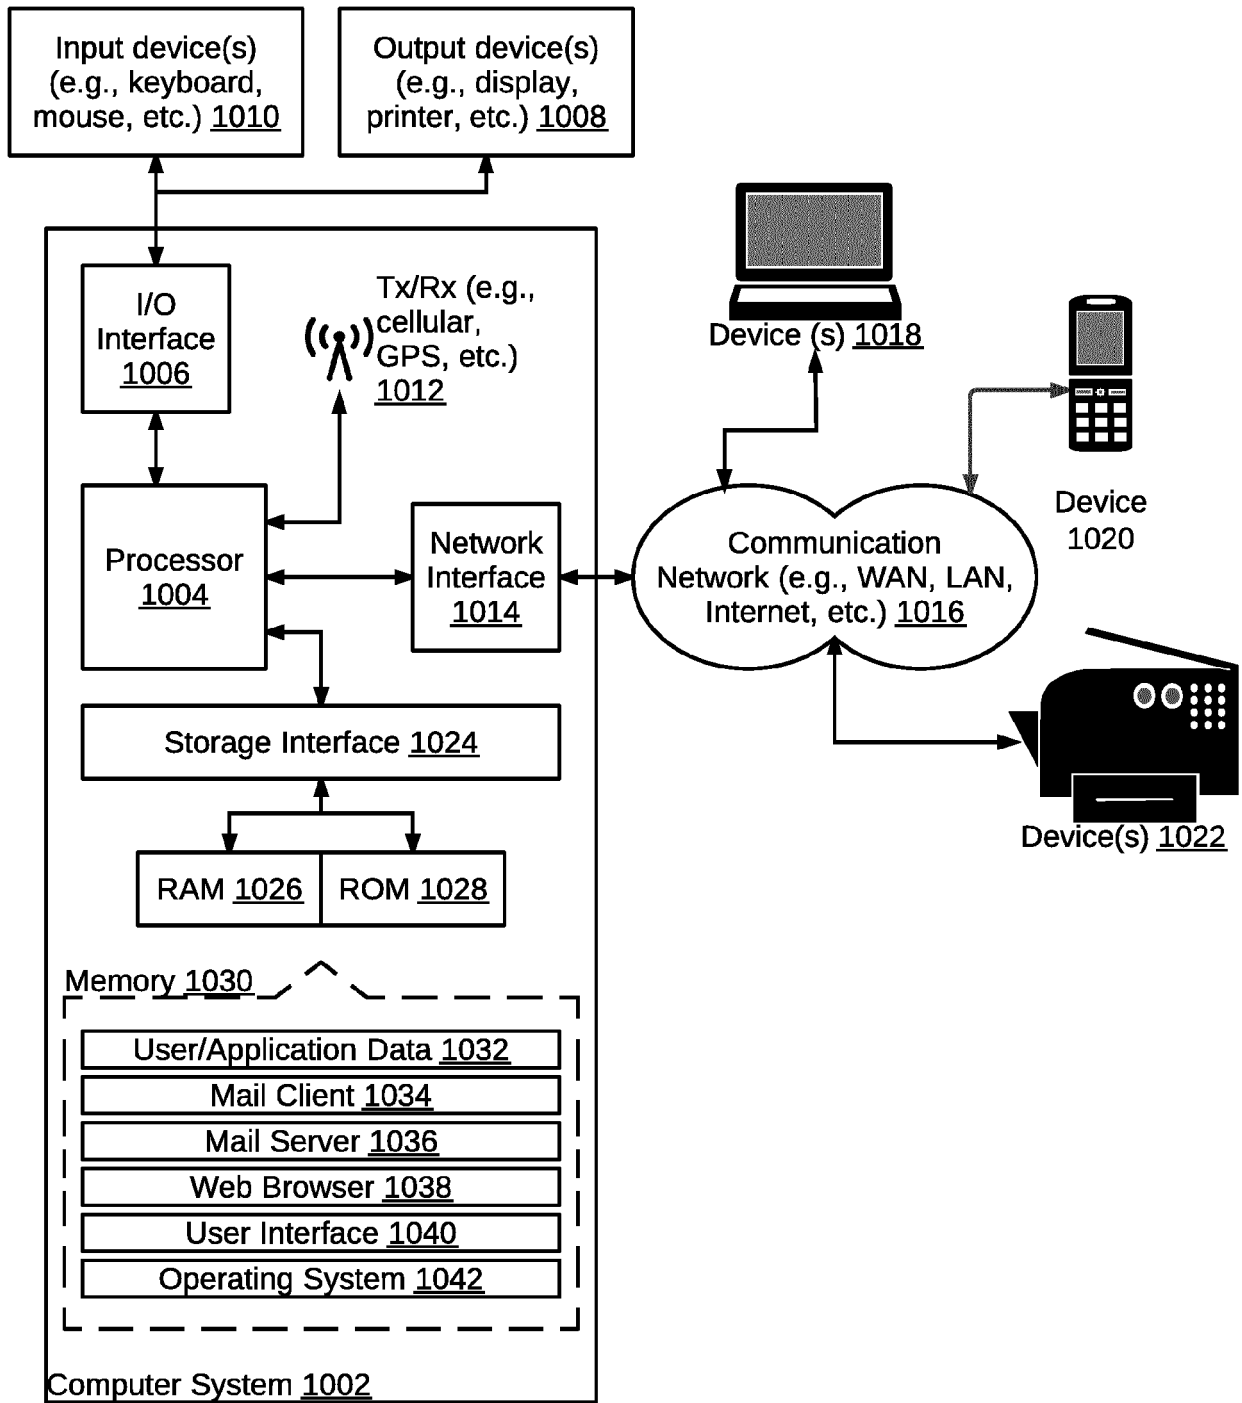 Input device(s)
(e.g., keyboard,
mouse, etc.) 1010
Output device(s)
(e.g., display,
printer, etc.) 1008
I/O
Interface
1006
Tx/Rx (e.g.,
cellular,
GPS, etc.)
1012
Device (s) 1018
Device
1020
Processor
1004
Network
Interface
1014
Communication
Network (e.g., WAN, LAN,
Internet, etc.) 1016
Storage Interface 1024
Device(s) 1022
RAM 1026
ROM 1028
Memory 1030
User/Application Data 1032
Mail Client 1034
Mail Server 1036
Web Browser 1038
User Interface 1040
Operating System 1042
Computer System 1002